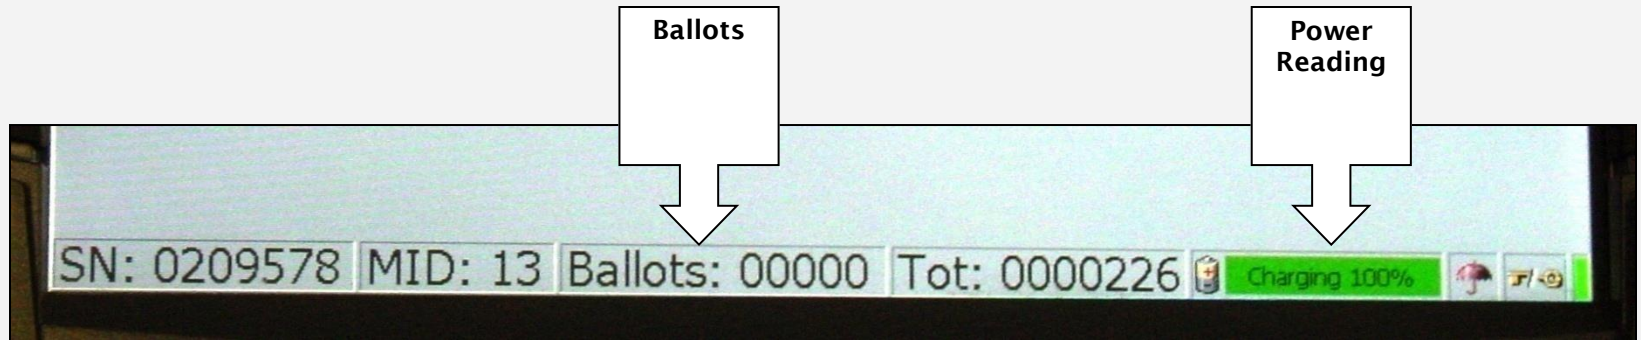 Ballots
Power
Reading
SN: 0209578 MID: 13 Ballots: 00000 Tot: 0000226 Charging 100%